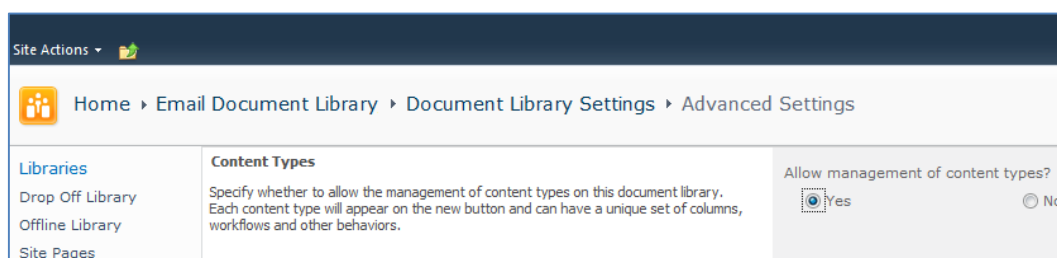 Site Actions
Home Email Document Library Document Library Settings Advanced Settings
Libraries
Drop Off Library
Offline Library
Site Pages
Content Types
Specify whether to allow the management of content types on this document library.
Each content type will appear on the new button and can have a unique set of columns,
workflows and other behaviors.
Allow management of content types?
Yes
No